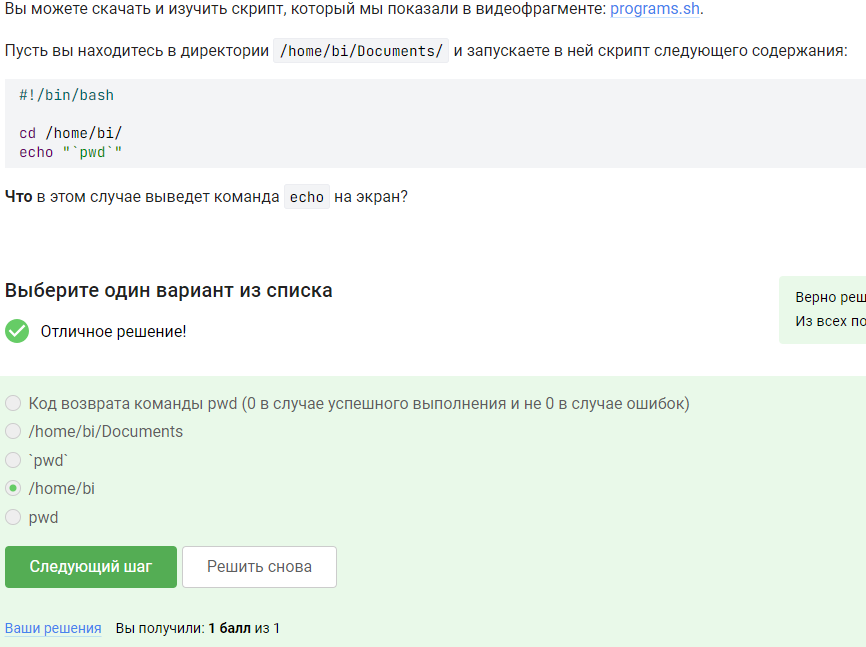 Вы можете скачать и изучить скрипт, который мы показали в видеофрагменте: programs.sh.
Пусть вы находитесь в директории /home/bi/Documents/ и запускаете в ней скрипт следующего содержания:
#!/bin/bash
cd /home/bi/
echo "`pwd`"
Что в этом случае выведет команда echo на экран?
Выберите один вариант из списка
Верно
Отличное решение!
Из всех
Код возврата команды pwd (0 в случае успешного выполнения и не 0 в случае ошибок)
/home/bi/Documents
`pwd`
/home/bi
pwd
Следующий шаг Решить снова
Ваши решения Вы получили: 1 балл из 1